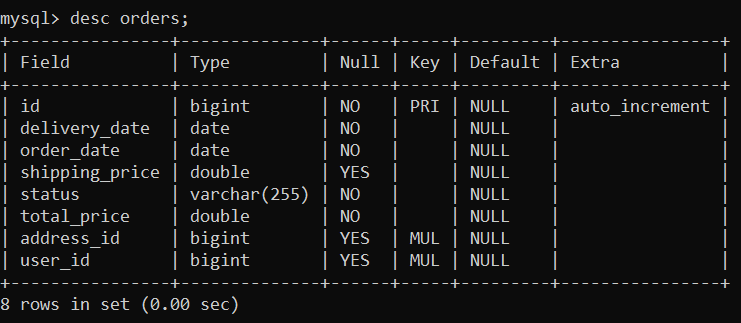 mysql> desc orders;
+----------------+--------------+------+-----+---------+----------------+
| Field          | Type         | Null | Key | Default | Extra          |
+----------------+--------------+------+-----+---------+----------------+
| id             | bigint       | NO   | PRI | NULL    | auto_increment |
| delivery_date  | date         | NO   |     | NULL    |                |
| order_date     | date         | NO   |     | NULL    |                |
| shipping_price | double       | YES  |     | NULL    |                |
| status         | varchar(255) | NO   |     | NULL    |                |
| total_price    | double       | NO   |     | NULL    |                |
| address_id     | bigint       | YES  | MUL | NULL    |                |
| user_id        | bigint       | YES  | MUL | NULL    |                |
+----------------+--------------+------+-----+---------+----------------+
8 rows in set (0.00 sec)